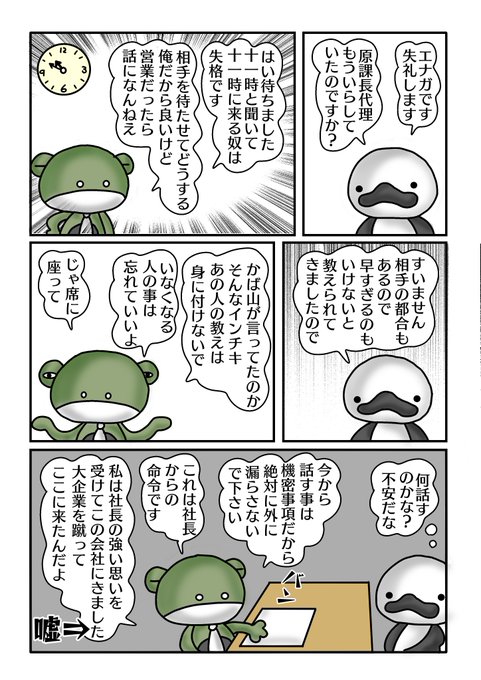 エナガです
失礼します
原課長代理
もういらして
いたのですか?
はい待ちました
十一時と聞いて
十一時に来る奴は
失格です
相手を待たせてどうする
俺だから良いけど
営業だったら
話になんねえ
すいません
相手の都合も
あるので
早すぎるのも
いけないと
教えられて
きましたので
かば山が言ってたのか
そんなインチキ
あの人の教えは
身に付けないで
いなくなる
人の事は
忘れていいよ
じゃ席に
座って
何話す
のかな?
不安だな
今から
話す事は
機密事項だから
絶対に外に
漏らさない
で下さい
バン
これは社長
からの
命令です
私は社長の強い思いを
受けてこの会社にきました
大企業を蹴って
ここに来たんだよ
嘘⇒